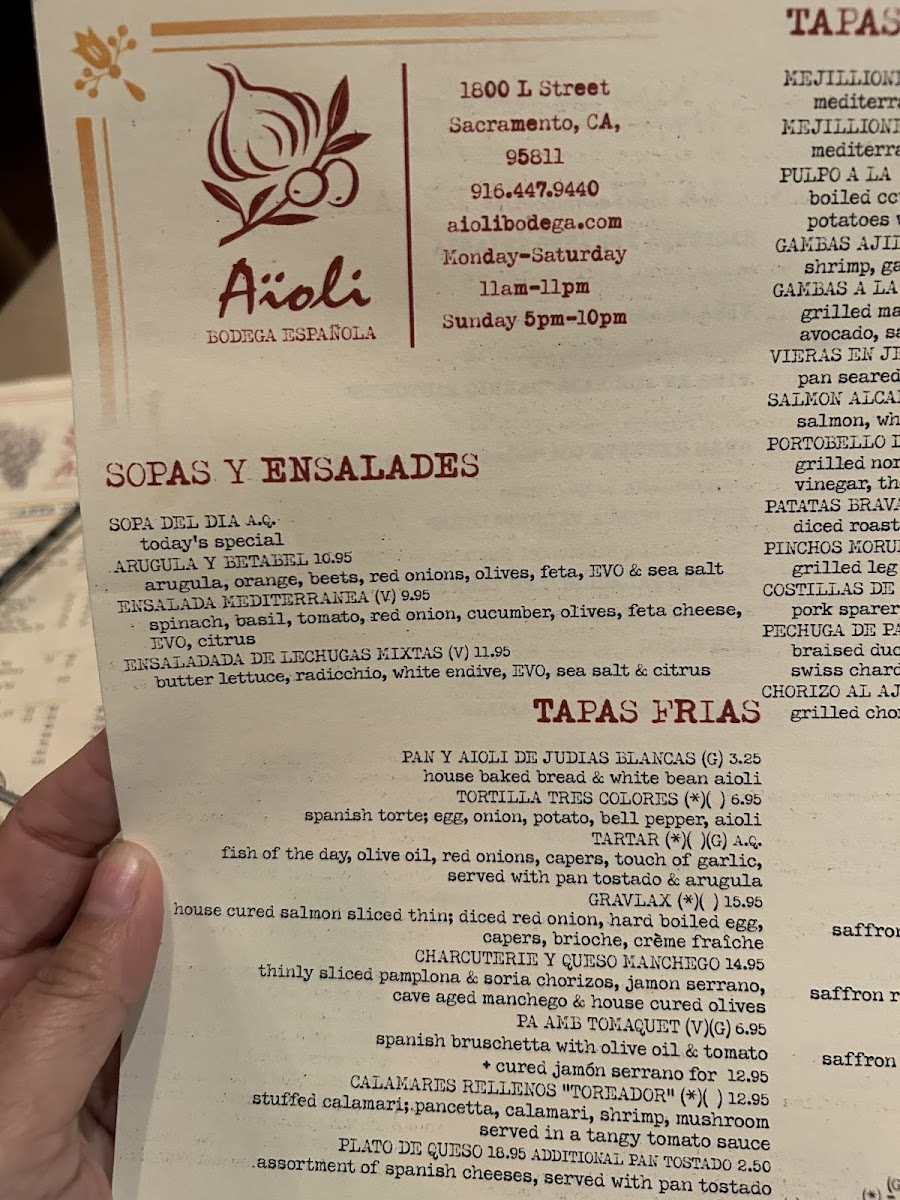 Aïoli
BODEGA ESPAÑOLA
1800 L Street
Sacramento, CA,
95811
916.447.9440
aiolibodega.com
Monday-Saturday
11am-11pm
Sunday 5pm-10pm
SOPAS Y ENSALADES
SOPA DEL DIA A.Q.
today's special
ARUGULA Y BETABEL 10.95
arugula, orange, beets, red onions, olives, feta, EVO & sea salt
ENSALADA MEDITERRANEA (V) 9.95
spinach, basil, tomato, red onion, cucumber, olives, feta cheese,
EVO, citrus
ENSALADADA DE LECHUGAS MIXTAS (V) 11.95
butter lettuce, radicchio, white endive, EVO, sea salt & citrus
TAPAS FRIAS
PAN Y AIOLI DE JUDIAS BLANCAS (G) 3.25
house baked bread & white bean aioli
TORTILLA TRES COLORES (*)( ) 6.95
spanish torte; egg, onion, potato, bell pepper, aioli
TARTAR (*)( )(G) A.Q.
fish of the day, olive oil, red onions, capers, touch of garlic,
served with pan tostado & arugula
GRAVLAX (*)( ) 15.95
house cured salmon sliced thin; diced red onion, hard boiled egg,
capers, brioche, crème fraîche
CHARCUTERIE Y QUESO MANCHEGO 14.95
thinly sliced pamplona & soria chorizos, jamon serrano,
cave aged manchego & house cured olives
PA AMB TOMAQUET (V)(G) 6.95
spanish bruschetta with olive oil & tomato
+ cured jamón serrano for 12.95
CALAMARES RELLENOS "TOREADOR" (*)( ) 12.95
stuffed calamari; pancetta, calamari, shrimp, mushroom
served in a tangy tomato sauce
PLATO DE QUESO 18.95 ADDITIONAL PAN TOSTADO 2.50
assortment of spanish cheeses, served with pan tostado
TAPAS
MEJILLION
mediterra
MEJILLION
mediterra
PULPO A LA
boiled
potatoes
GAMBAS AJI
shrimp, ga
GAMBAS A LA
grilled ma
avocado, sa
VIERAS EN
pan seared
SALMON ALCA
salmon, wh
PORTOBELLO
grilled nor
vinegar, th
PATATAS BRAVA
diced roast
PINCHOS MORU
grilled leg
COSTILLAS DE
pork sparer
PECHUGA DE PA
braised duc
swiss chard
CHORIZO AL AJ
grilled cho
saffron
saffron r
saffron